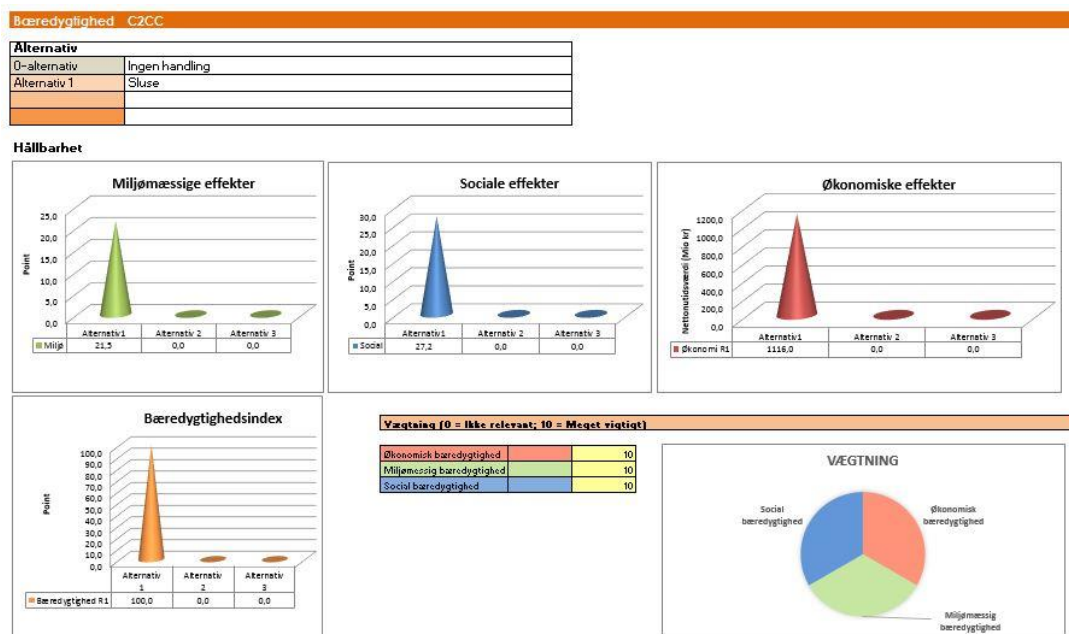 Bæredygtighed C2CC
Alternativ
0-alternativ Ingen handling
Alternativ 1 Sluse
Hållbarhet
Miljømæssige effekter
Point
25,0
20,0
15,0
10,0
5,0
0,0
Alternativ1 Alternativ 2 Alternativ 3
Miljø 21,5 0,0 0,0
Sociale effekter
Point
30,0
25,0
20,0
15,0
10,0
5,0
0,0
Alternativ1 Alternativ 2 Alternativ 3
Social 27,2 0,0 0,0
Økonomiske effekter
Nettonutidsværdi (Mio kr)
1200,0
1000,0
800,0
600,0
400,0
200,0
0,0
Alternativ1 Alternativ 2 Alternativ 3
Økonomi R1 1116,0 0,0 0,0
Bæredygtighedsindex
Point
100,0
90,0
80,0
70,0
60,0
50,0
40,0
30,0
20,0
10,0
0,0
Alternativ Alternativ Alternativ
1 2 3
Bæredygtighed R1 100,0 0,0 0,0
Vægtning (0 = Ikke relevant; 10 = Meget vigtigt)
Økonomisk bæredygtighed 10
Miljømessig bæredygtighed 10
Social bæredygtighed 10
VÆGTNING
Social
bæredygtighed
Økonomisk
bæredygtighed
Miljømæssig
bæredygtighed